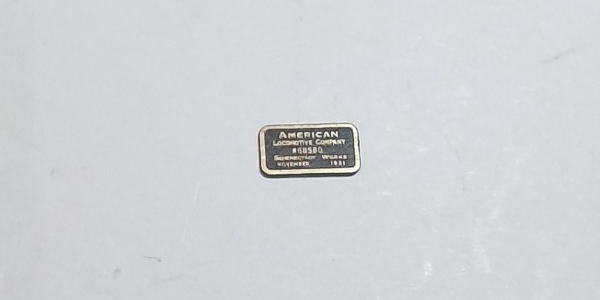 AMERICAN
LOCOMOTIVE COMPANY
#68580
SCHENECTADY WORKS
NOVEMBER 1931